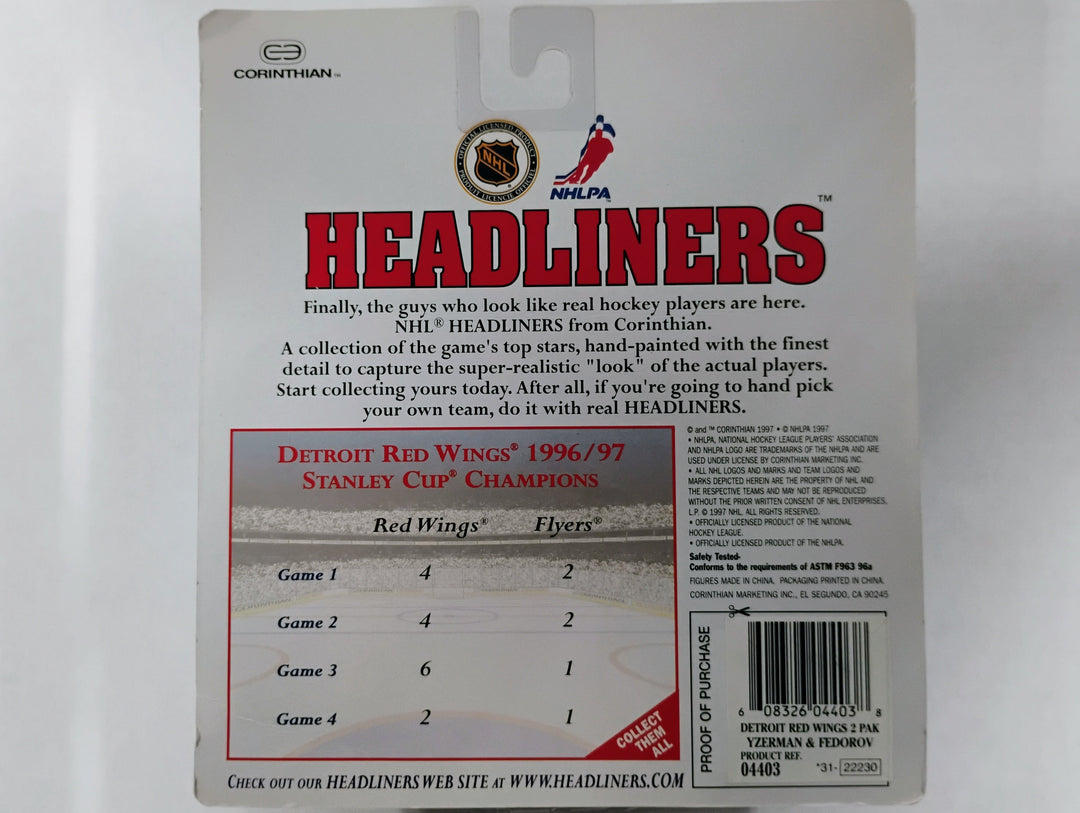 CORINTHIAN™
OFFICIAL LICENSED PRODUCT
NHL
PRODUIT LICENCIÉ OFFICIEL
NHLPA™
HEADLINERS™
Finally, the guys who look like real hockey players are here.
NHL® HEADLINERS from Corinthian.
A collection of the game's top stars, hand-painted with the finest
detail to capture the super-realistic "look" of the actual players.
Start collecting yours today. After all, if you're going to hand pick
your own team, do it with real HEADLINERS.
DETROIT RED WINGS® 1996/97
STANLEY CUP® CHAMPIONS
Red Wings® Flyers®
Game 1 4 2
Game 2 4 2
Game 3 6 1
Game 4 2 1
COLLECT
THEM
ALL
CHECK OUT OUR HEADLINERS WEB SITE AT WWW.HEADLINERS.COM
© and ™ CORINTHIAN 1997 • © NHLPA 1997
• NHLPA, NATIONAL HOCKEY LEAGUE PLAYERS' ASSOCIATION
AND NHLPA LOGO ARE TRADEMARKS OF THE NHLPA AND ARE
USED UNDER LICENSE BY CORINTHIAN MARKETING INC.
• ALL NHL LOGOS AND MARKS AND TEAM LOGOS AND
MARKS DEPICTED HEREIN ARE THE PROPERTY OF NHL AND
THE RESPECTIVE TEAMS AND MAY NOT BE REPRODUCED
WITHOUT THE PRIOR WRITTEN CONSENT OF NHL ENTERPRISES,
L.P. © 1997 NHL. ALL RIGHTS RESERVED.
• OFFICIALLY LICENSED PRODUCT OF THE NATIONAL
HOCKEY LEAGUE.
• OFFICIALLY LICENSED PRODUCT OF THE NHLPA.
Safety Tested-
Conforms to the requirements of ASTM F963 96a
FIGURES MADE IN CHINA. PACKAGING PRINTED IN CHINA.
CORINTHIAN MARKETING INC., EL SEGUNDO, CA 90245
PROOF OF PURCHASE
6 08326 04403 8
DETROIT RED WINGS 2 PAK
YZERMAN & FEDOROV
PRODUCT REF.
04403 *31- 22230